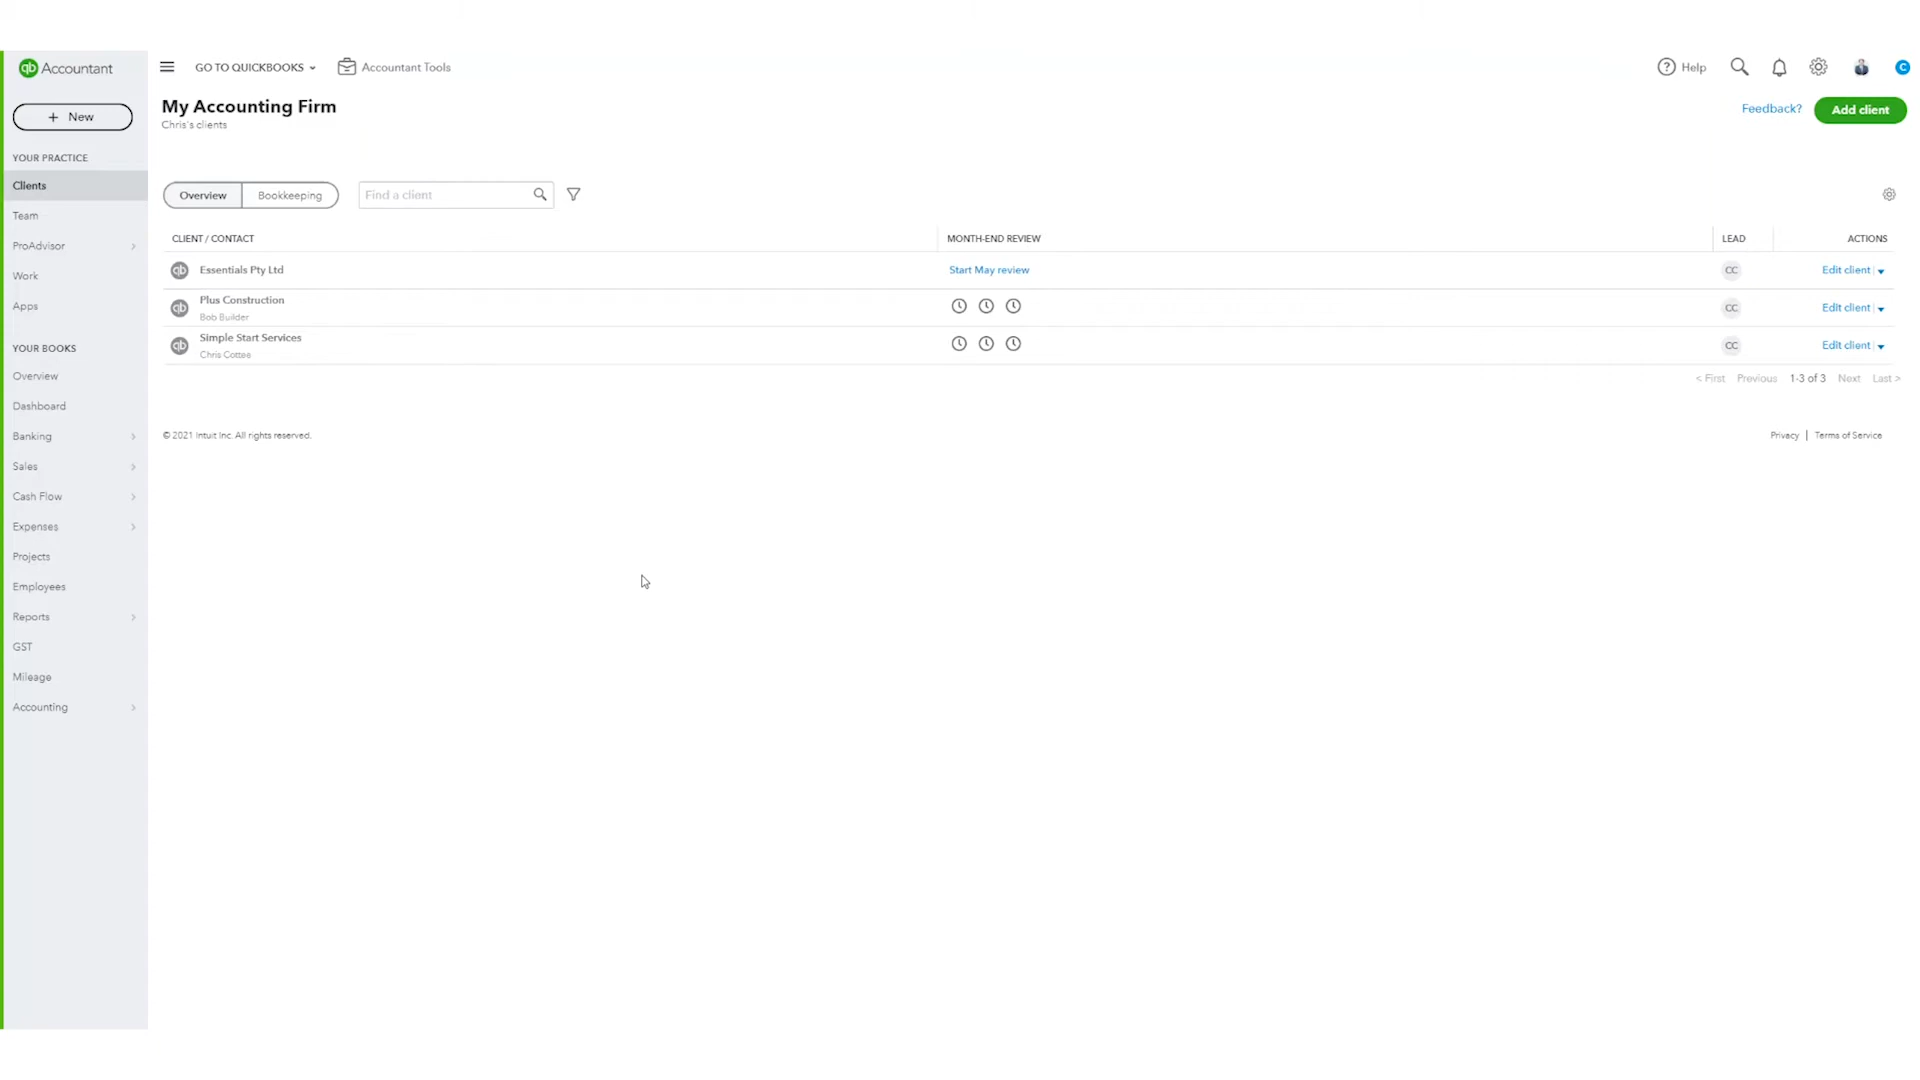 qb Accountant
GO TO QUICKBOOKS
Accountant Tools
Help
C
+ New
My Accounting Firm
Chris's clients
Feedback?
Add client
YOUR PRACTICE
Clients
Team
ProAdvisor
Work
Apps
YOUR BOOKS
Overview
Dashboard
Banking
Sales
Cash Flow
Expenses
Projects
Employees
Reports
GST
Mileage
Accounting
Overview
Bookkeeping
Find a client
CLIENT / CONTACT MONTH-END REVIEW LEAD ACTIONS
qb Essentials Pty Ltd Start May review CC Edit client
qb Plus Construction CC Edit client
Bob Builder
qb Simple Start Services CC Edit client
Chris Cottee
< First Previous 1-3 of 3 Next Last >
© 2021 Intuit Inc. All rights reserved.
Privacy | Terms of Service